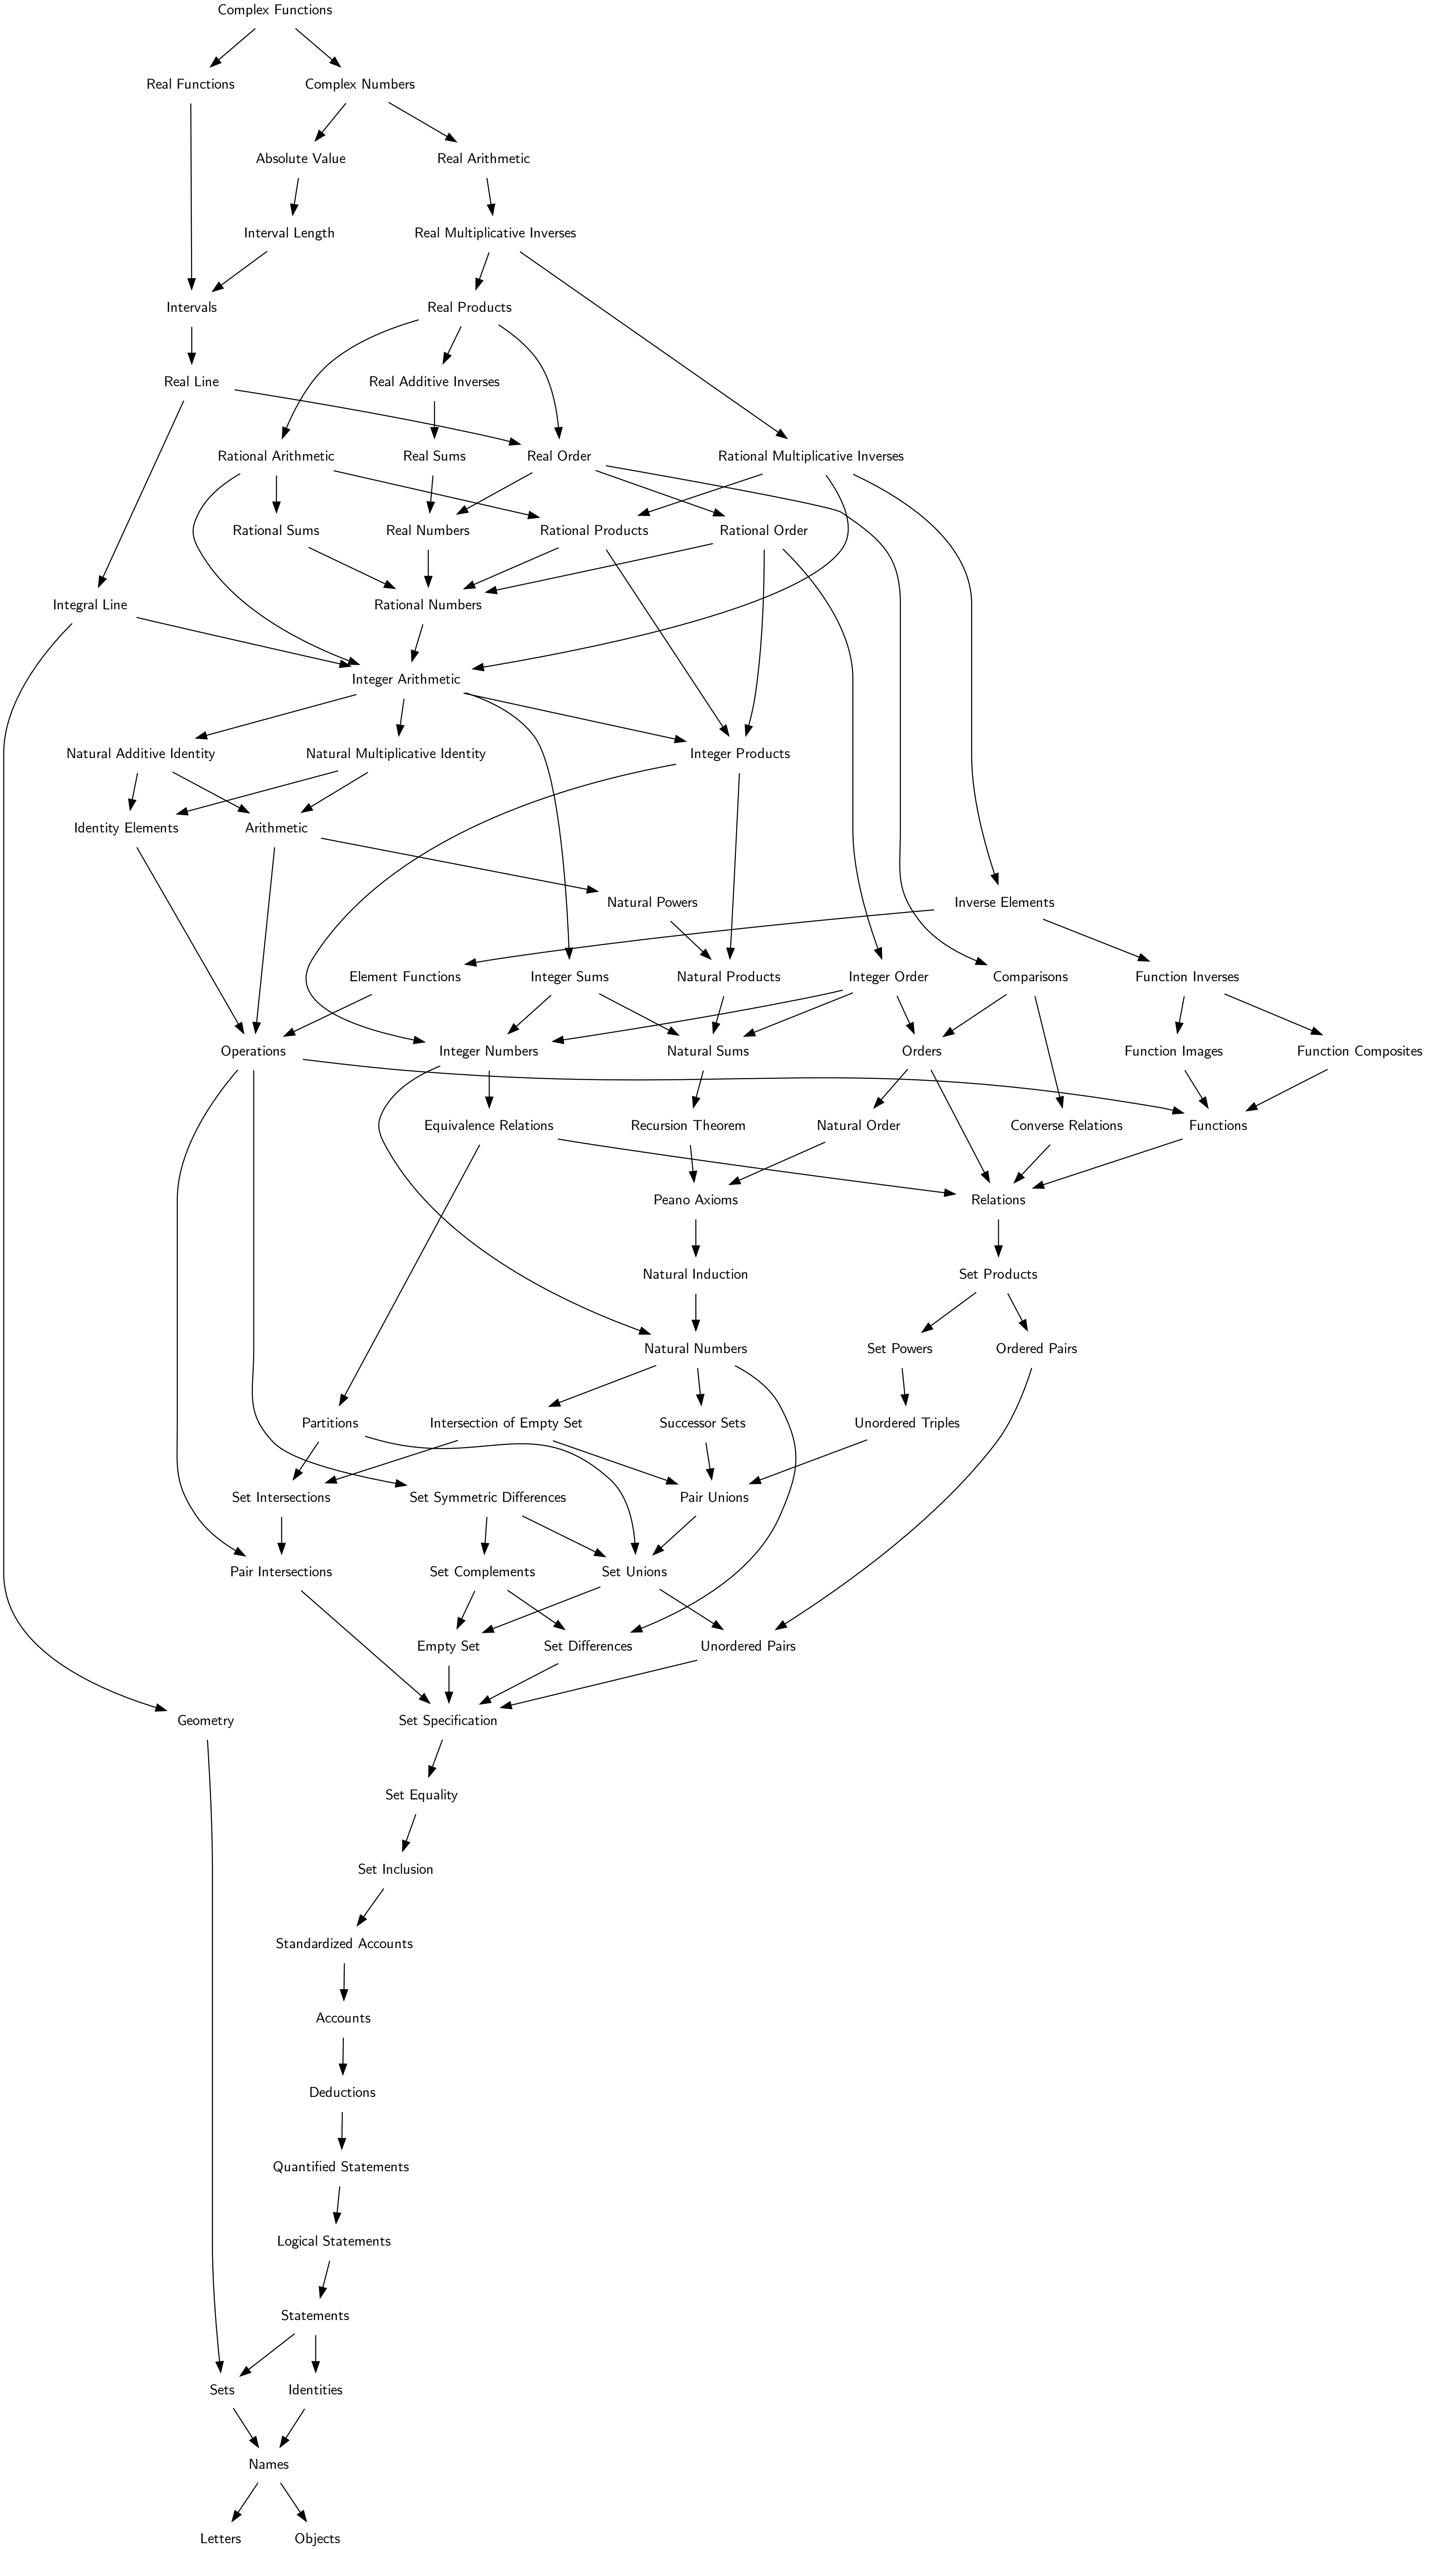 Complex Functions
Real Functions
Complex Numbers
Absolute Value
Real Arithmetic
Interval Length
Real Multiplicative Inverses
Intervals
Real Products
Real Line
Real Additive Inverses
Rational Arithmetic
Real Sums
Real Order
Rational Multiplicative Inverses
Rational Sums
Real Numbers
Rational Products
Rational Order
Integral Line
Rational Numbers
Integer Arithmetic
Natural Additive Identity
Natural Multiplicative Identity
Integer Products
Identity Elements
Arithmetic
Natural Powers
Inverse Elements
Element Functions
Integer Sums
Natural Products
Integer Order
Comparisons
Function Inverses
Operations
Integer Numbers
Natural Sums
Orders
Function Images
Function Composites
Equivalence Relations
Recursion Theorem
Natural Order
Converse Relations
Functions
Peano Axioms
Relations
Natural Induction
Set Products
Natural Numbers
Set Powers
Ordered Pairs
Partitions
Intersection of Empty Set
Successor Sets
Unordered Triples
Set Intersections
Set Symmetric Differences
Pair Unions
Pair Intersections
Set Complements
Set Unions
Empty Set
Set Differences
Unordered Pairs
Geometry
Set Specification
Set Equality
Set Inclusion
Standardized Accounts
Accounts
Deductions
Quantified Statements
Logical Statements
Statements
Sets
Identities
Names
Letters
Objects